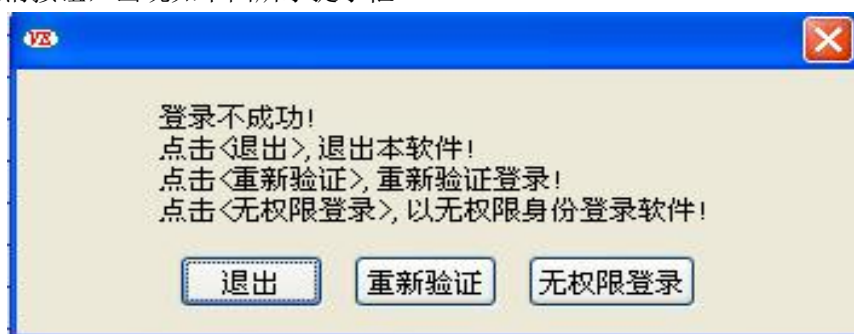 V8
登录不成功!
点击<退出>,退出本软件!
点击<重新验证>,重新验证登录!
点击<无权限登录>,以无权限身份登录软件!
退出 重新验证 无权限登录